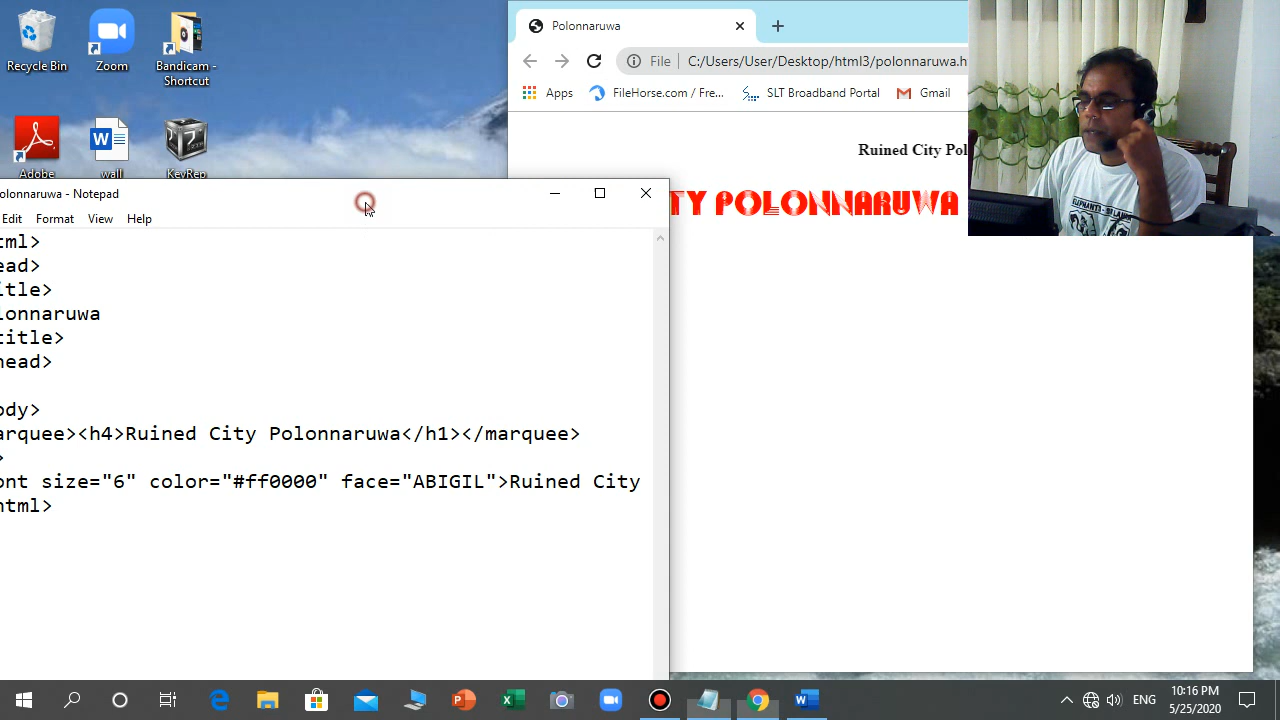 Recycle Bin
Zoom
Bandicam - Shortcut
Adobe
wall
KeyRep
Polonnaruwa
File
C:/Users/User/Desktop/html3/polonnaruwa.h
Apps
FileHorse.com / Fre...
SLT Broadband Portal
Gmail
Ruined City Pol
TY POLONNARUWA
olonnaruwa - Notepad
Edit Format View Help
tml>
ead>
itle>
lonnaruwa
title>
head>
ody>
arquee><h4>Ruined City Polonnaruwa</h1></marquee>
>
ont size="6" color="#ff0000" face="ABIGIL">Ruined City
html>
ENG
10:16 PM
5/25/2020